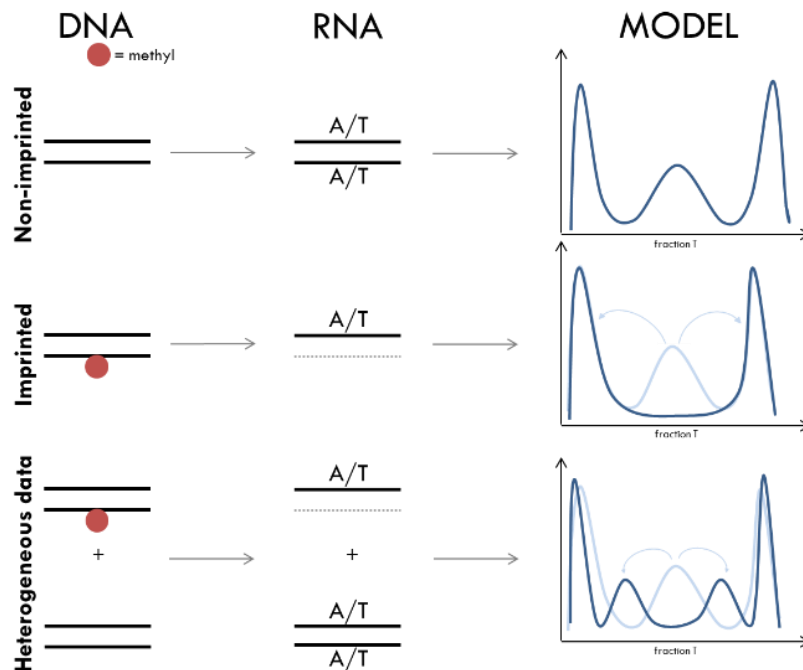 DNA
RNA
MODEL
= methyl
Non-imprinted
A/T
A/T
fraction T
Imprinted
A/T
fraction T
Heterogeneous data
A/T
+
+
A/T
A/T
fraction T